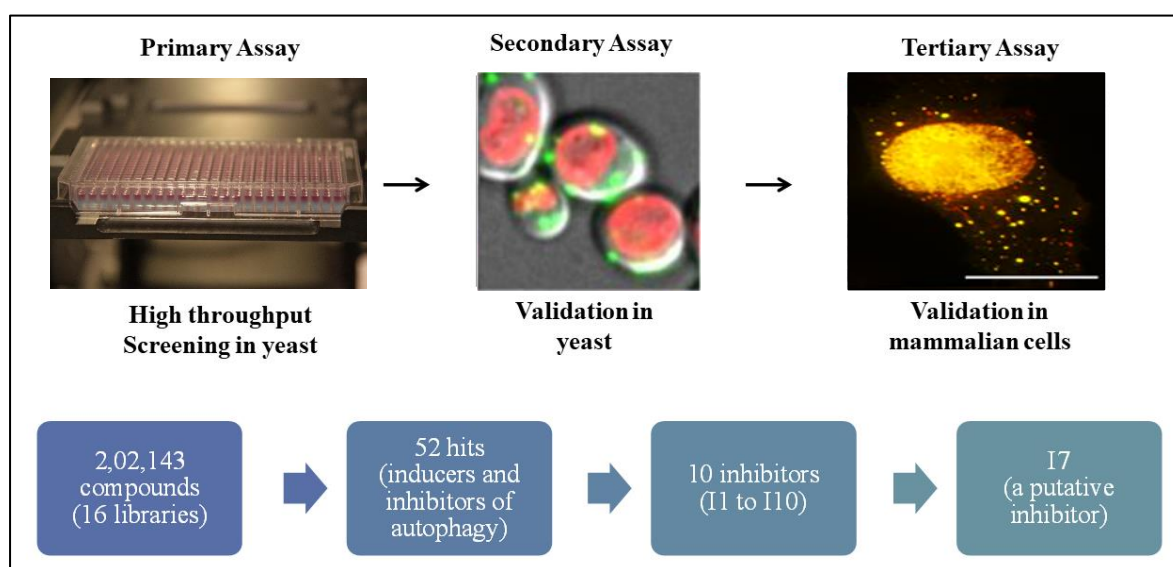 Primary Assay
Secondary Assay
Tertiary Assay
High throughput
Screening in yeast
Validation in
yeast
Validation in
mammalian cells
2,02,143
compounds
(16 libraries)
52 hits
(inducers and
inhibitors of
autophagy)
10 inhibitors
(I1 to I10)
I7
(a putative
inhibitor)